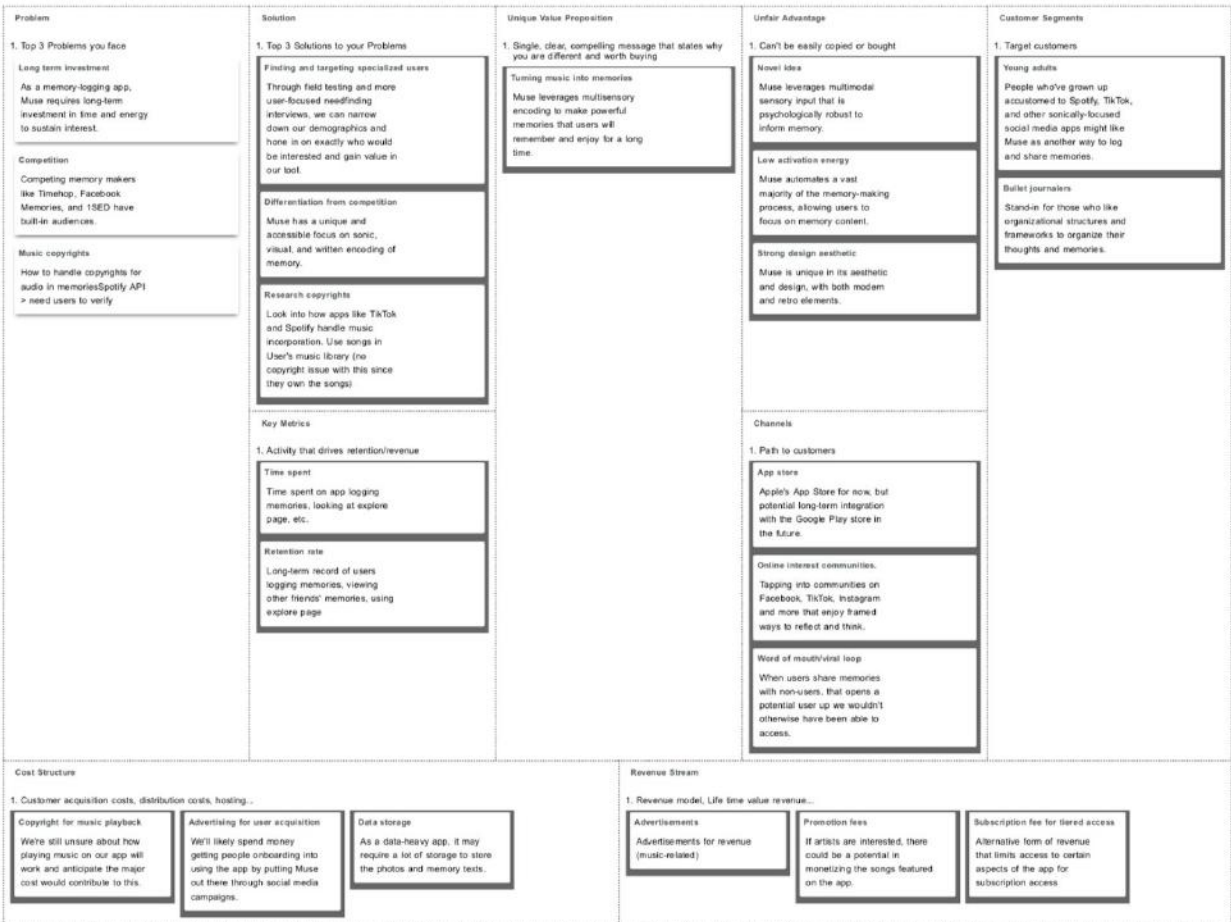 Problem
1. Top 3 Problems you face
Long term investment
As a memory-logging app,
Muse requires long-term
investment in time and energy
to sustain interest.
Competition
Competing memory makers
like Timehop, Facebook
Memories, and 1SED have
built-in audiences.
Music copyrights
How to handle copyrights for
audio in memoriesSpotify API
> need users to verify
Solution
1. Top 3 Solutions to your Problems
Finding and targeting specialized users
Through field testing and more
user-focused needfinding
interviews, we can narrow
down our demographics and
hone in on exactly who would
be interested and gain value in
our tool.
Differentiation from competition
Muse has a unique and
accessible focus on sonic,
visual, and written encoding of
memory.
Research copyrights
Look into how apps like TikTok
and Spotify handle music
incorporation. Use songs in
User's music library (no
copyright issue with this since
they own the songs)
Key Metrics
1. Activity that drives retention/revenue
Time spent
Time spent on app logging
memories, looking at explore
page, etc.
Retention rate
Long-term record of users
logging memories, viewing
other friends' memories, using
explore page
Unique Value Proposition
1. Single, clear, compelling message that states why
you are different and worth buying
Turning music into memories
Muse leverages multisensory
encoding to make powerful
memories that users will
remember and enjoy for a long
time.
Unfair Advantage
1. Can't be easily copied or bought
Novel idea
Muse leverages multimodal
sensory input that is
psychologically robust to
inform memory.
Low activation energy
Muse automates a vast
majority of the memory-making
process, allowing users to
focus on memory content.
Strong design aesthetic
Muse is unique in its aesthetic
and design, with both modern
and retro elements.
Channels
1. Path to customers
App store
Apple's App Store for now, but
potential long-term integration
with the Google Play store in
the future.
Online interest communities.
Tapping into communities on
Facebook, TikTok, Instagram
and more that enjoy framed
ways to reflect and think.
Word of mouth/viral loop
When users share memories
with non-users, that opens a
potential user up we wouldn't
otherwise have been able to
access.
Customer Segments
1. Target customers
Young adults
People who've grown up
accustomed to Spotify, TikTok,
and other sonically-focused
social media apps might like
Muse as another way to log
and share memories.
Bullet journalers
Stand-in for those who like
organizational structures and
frameworks to organize their
thoughts and memories.
Cost Structure
1. Customer acquisition costs, distribution costs, hosting...
Copyright for music playback
We're still unsure about how
playing music on our app will
work and anticipate the major
cost would contribute to this.
Advertising for user acquisition
We'll likely spend money
getting people onboarding into
using the app by putting Muse
out there through social media
campaigns.
Data storage
As a data-heavy app, it may
require a lot of storage to store
the photos and memory texts.
Revenue Stream
1. Revenue model, Life time value revenue...
Advertisements
Advertisements for revenue
(music-related)
Promotion fees
If artists are interested, there
could be a potential in
monetizing the songs featured
on the app.
Subscription fee for tiered access
Alternative form of revenue
that limits access to certain
aspects of the app for
subscription access